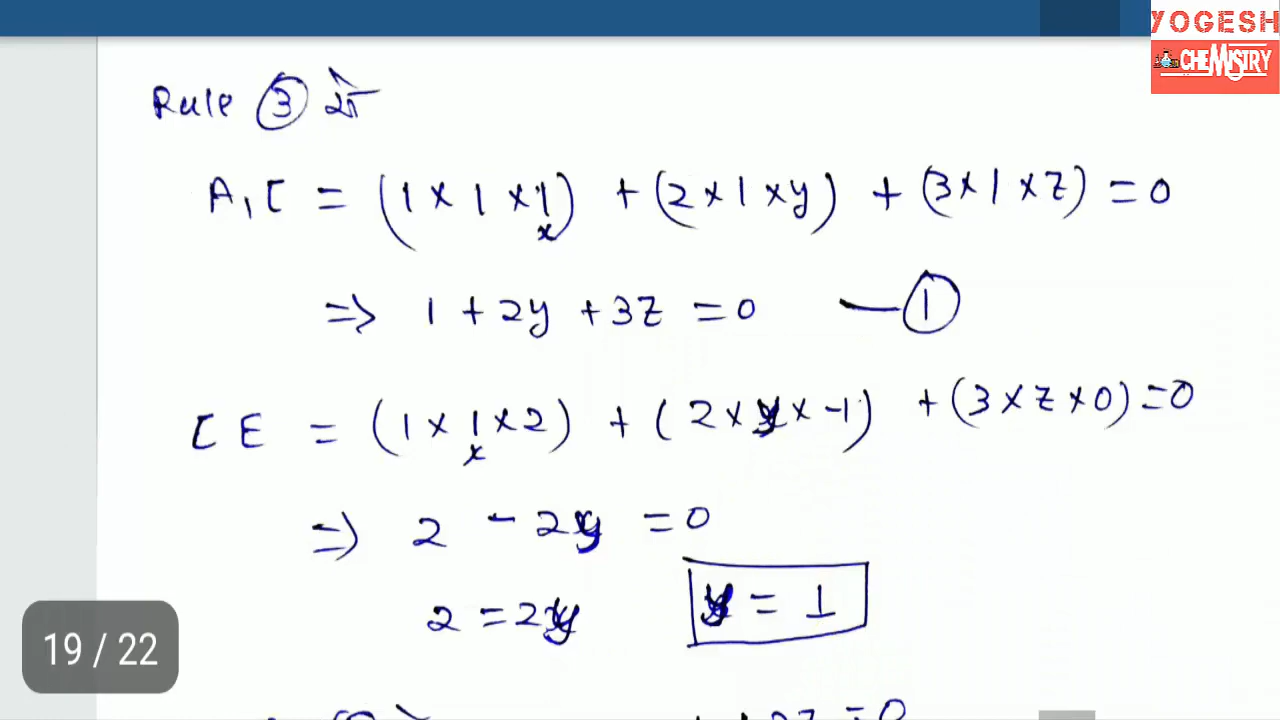 YOGESH
CHEMISTRY
Rule ③ से
A, C = (1 × 1 × 1) + (2 × 1 × y) + (3 × 1 × z) = 0
x
=> 1 + 2y + 3z = 0 — ①
C E = (1 × 1 × 2) + (2 × y × -1) + (3 × z × 0) = 0
x
=> 2 - 2y = 0
2 = 2y y = 1
19 / 22